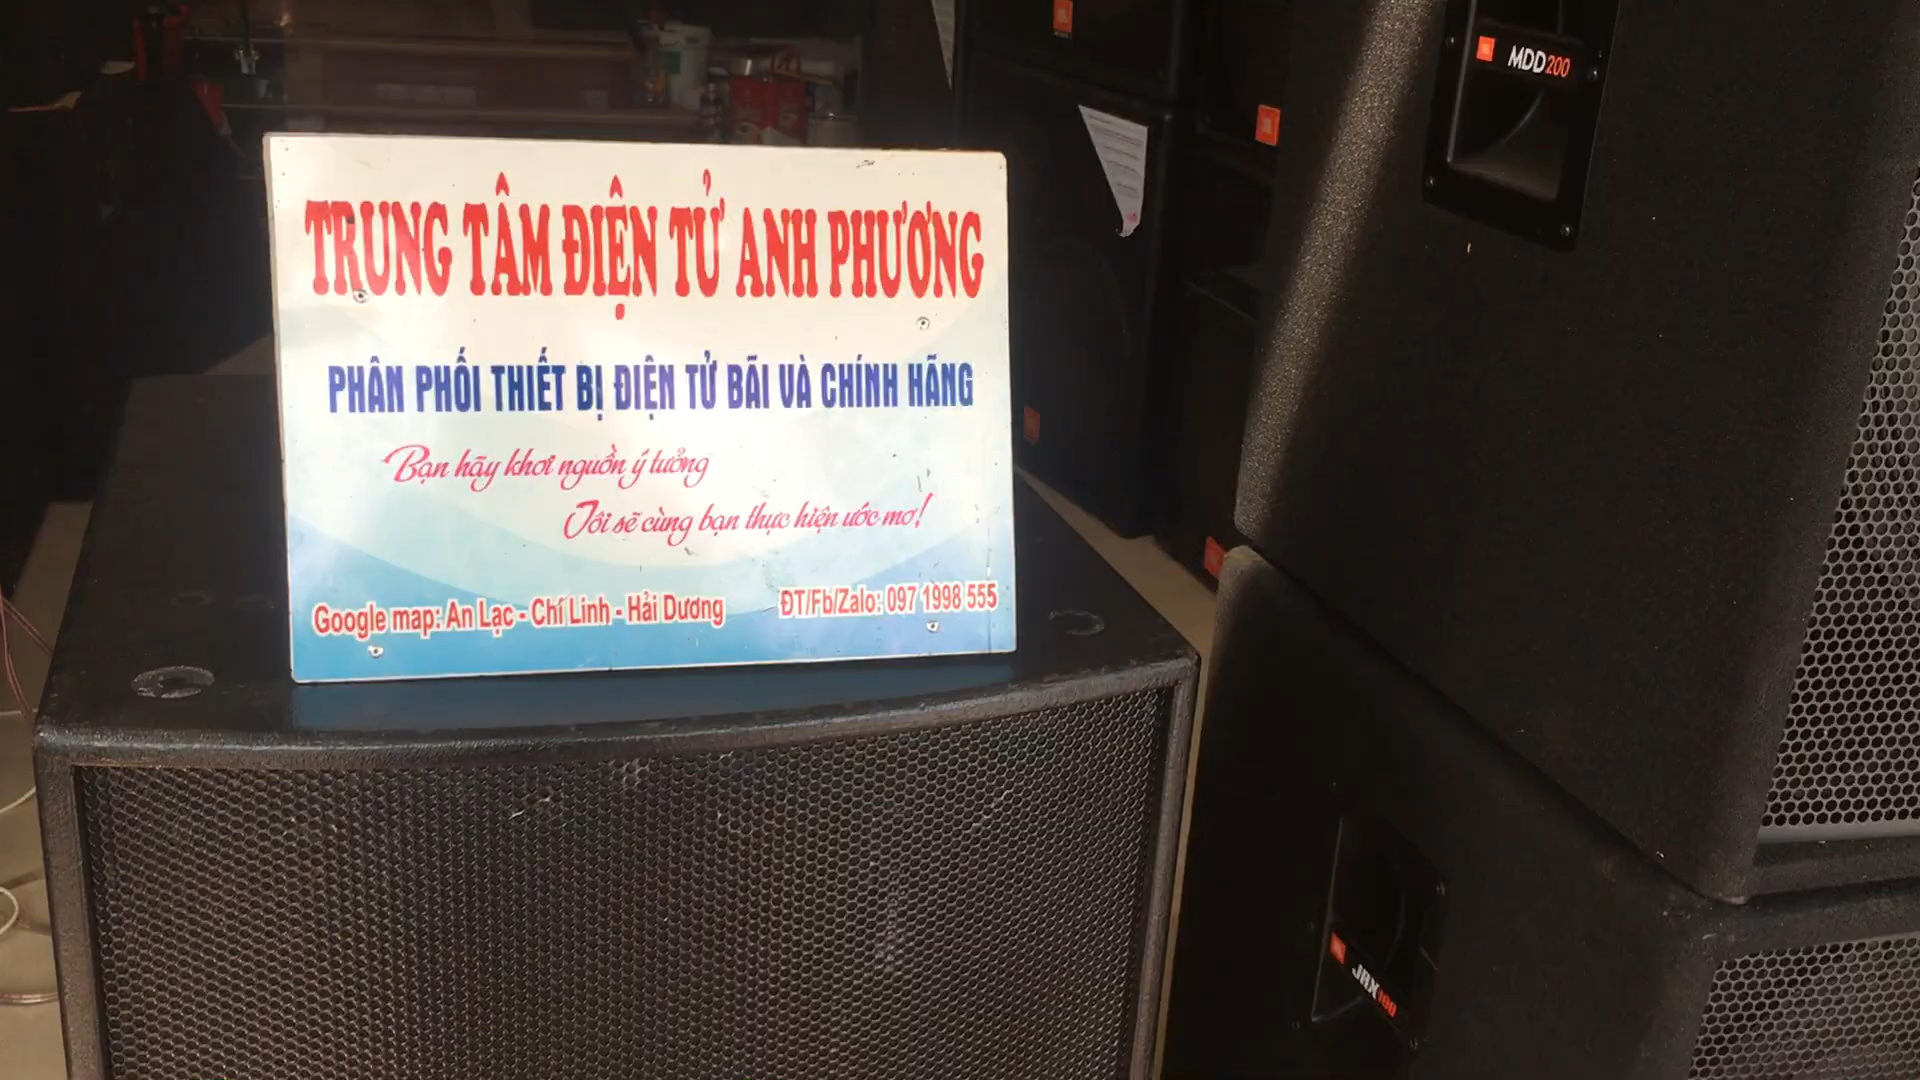 TRUNG TÂM ĐIỆN TỬ ANH PHƯƠNG
PHÂN PHỐI THIẾT BỊ ĐIỆN TỬ BÃI VÀ CHÍNH HÃNG
Bạn hãy khơi nguồn ý tưởng
Tôi sẽ cùng bạn thực hiện ước mơ!
Google map: An Lạc - Chí Linh - Hải Dương
ĐT/Fb/Zalo: 097 1998 555
JBL MDD200
JBL
JRX100